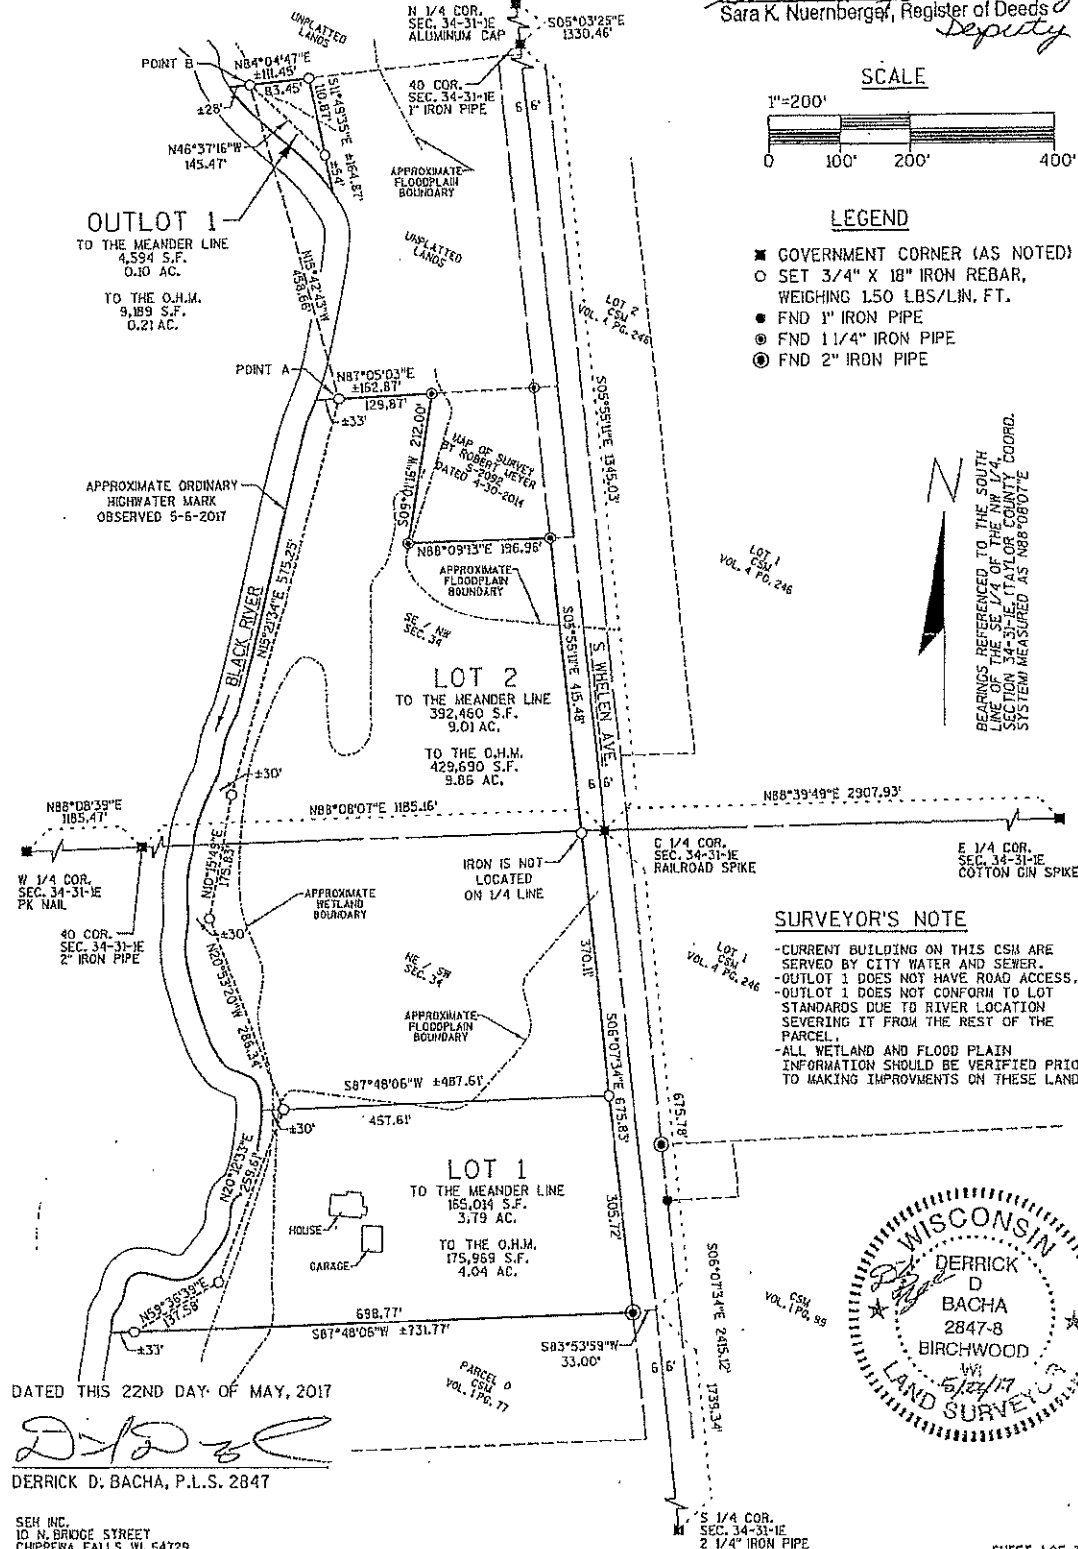 Sara K. Nuernberger, Register of Deeds
Deputy
N 1/4 COR.
SEC. 34-31-1E
ALUMINUM CAP
S05°03'25"E
1330.46'
UNPLATTED
LANDS
POINT B
N84°04'47"E
±111.45'
83.45'
±28'
S11°49'35"E ±164.87'
110.87'
±54'
N46°37'16"W
145.47'
40 COR.
SEC. 34-31-1E
1" IRON PIPE
6 6'
SCALE
1"=200'
0 100' 200' 400'
APPROXIMATE
FLOODPLAIN
BOUNDARY
OUTLOT 1
TO THE MEANDER LINE
4,594 S.F.
0.10 AC.
TO THE O.H.M.
9,189 S.F.
0.21 AC.
UNPLATTED
LANDS
N15°42'43"W
458.66'
LEGEND
GOVERNMENT CORNER (AS NOTED)
SET 3/4" X 18" IRON REBAR,
WEIGHING 1.50 LBS/LIN. FT.
FND 1" IRON PIPE
FND 1 1/4" IRON PIPE
FND 2" IRON PIPE
LOT 2
CSM
VOL. 4 PG. 246
POINT A
N87°05'03"E
±162.87'
129.87'
±33'
S05°55'11"E 1345.03'
S09°01'16"W 212.00'
MAP OF SURVEY
BY ROBERT MEYER
S-2092
DATED 4-30-2014
APPROXIMATE ORDINARY
HIGHWATER MARK
OBSERVED 5-6-2017
N
BEARINGS REFERENCED TO THE SOUTH
LINE OF THE SE 1/4 OF THE NW 1/4,
SECTION 34-31-1E, (TAYLOR COUNTY COORD.
SYSTEM) MEASURED AS N88°08'07"E
N88°09'13"E 196.96'
APPROXIMATE
FLOODPLAIN
BOUNDARY
LOT 1
CSM
VOL. 4 PG. 246
N15°21'34"E 575.25'
BLACK RIVER
SE / NW
SEC. 34
S05°55'11"E 415.48'
S WHELEN AVE
LOT 2
TO THE MEANDER LINE
392,460 S.F.
9.01 AC.
TO THE O.H.M.
429,690 S.F.
9.86 AC.
±30'
6 6'
N88°08'39"E
1185.47'
N88°08'07"E 1185.16'
N88°39'49"E 2907.93'
W 1/4 COR.
SEC. 34-31-1E
PK NAIL
40 COR.
SEC. 34-31-1E
2" IRON PIPE
N10°15'49"E
175.83'
±30'
APPROXIMATE
WETLAND
BOUNDARY
IRON IS NOT
LOCATED
ON 1/4 LINE
C 1/4 COR.
SEC. 34-31-1E
RAILROAD SPIKE
E 1/4 COR.
SEC. 34-31-1E
COTTON GIN SPIKE
SURVEYOR'S NOTE
-CURRENT BUILDING ON THIS CSM ARE
SERVED BY CITY WATER AND SEWER.
-OUTLOT 1 DOES NOT HAVE ROAD ACCESS.
-OUTLOT 1 DOES NOT CONFORM TO LOT
STANDARDS DUE TO RIVER LOCATION
SEVERING IT FROM THE REST OF THE
PARCEL.
-ALL WETLAND AND FLOOD PLAIN
INFORMATION SHOULD BE VERIFIED PRIO
TO MAKING IMPROVMENTS ON THESE LAND
NE / SW
SEC. 34
370.11'
LOT 1
CSM
VOL. 4 PG. 246
N20°53'20"W 286.34'
APPROXIMATE
FLOODPLAIN
BOUNDARY
S06°07'34"E 675.83'
S87°48'06"W ±487.61'
457.61'
±30'
675.78'
N20°12'33"E
259.61'
LOT 1
TO THE MEANDER LINE
165,014 S.F.
3.79 AC.
TO THE O.H.M.
175,969 S.F.
4.04 AC.
HOUSE
GARAGE
305.72'
S06°07'34"E 2415.12'
1739.34'
CSM
VOL. 1 PG. 99
N59°36'39"E
137.58'
±33'
698.77'
S87°48'06"W ±731.77'
S83°53'59"W
33.00'
6 6'
PARCEL D
CSM
VOL. 1 PG. 77
WISCONSIN
DERRICK
D
BACHA
2847-8
BIRCHWOOD
WI
5/22/17
LAND SURVEYOR
DATED THIS 22ND DAY OF MAY, 2017
DERRICK D. BACHA, P.L.S. 2847
SEH INC.
10 N. BRIDGE STREET
CHIPPEWA FALLS, WI 54729
S 1/4 COR.
SEC. 34-31-1E
2 1/4" IRON PIPE